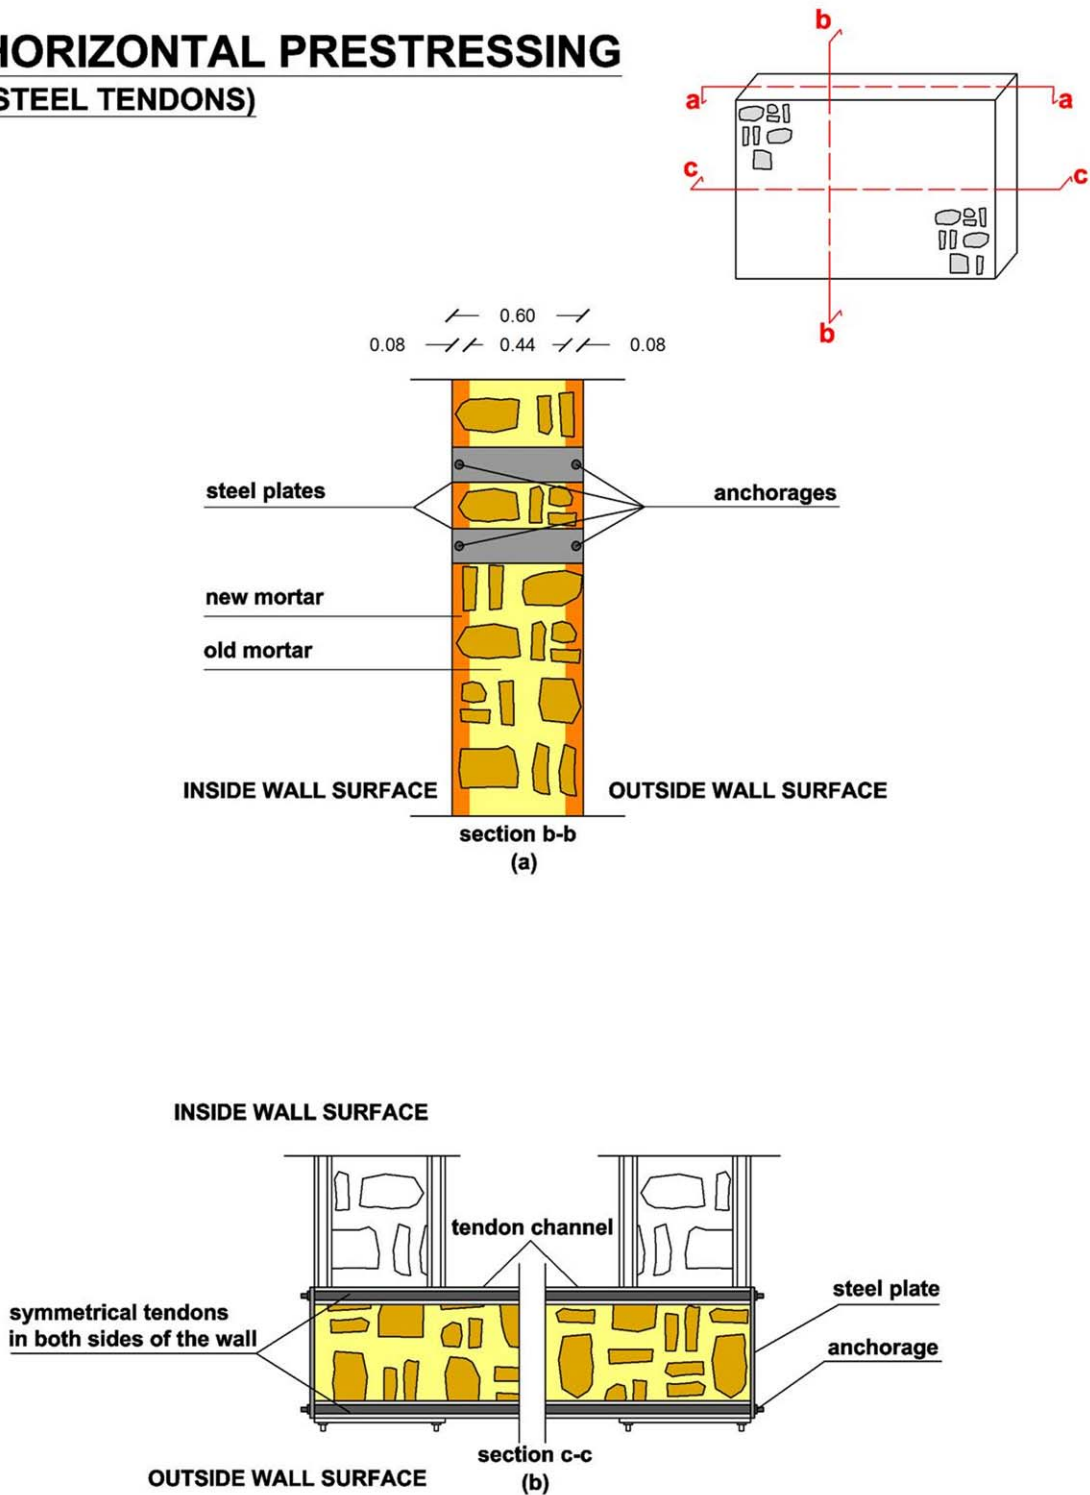 HORIZONTAL PRESTRESSING
STEEL TENDONS)
b
a a
c c
b
0.60
0.08 0.44 0.08
steel plates
anchorages
new mortar
old mortar
INSIDE WALL SURFACE
OUTSIDE WALL SURFACE
section b-b
(a)
INSIDE WALL SURFACE
tendon channel
symmetrical tendons
in both sides of the wall
steel plate
anchorage
section c-c
(b)
OUTSIDE WALL SURFACE